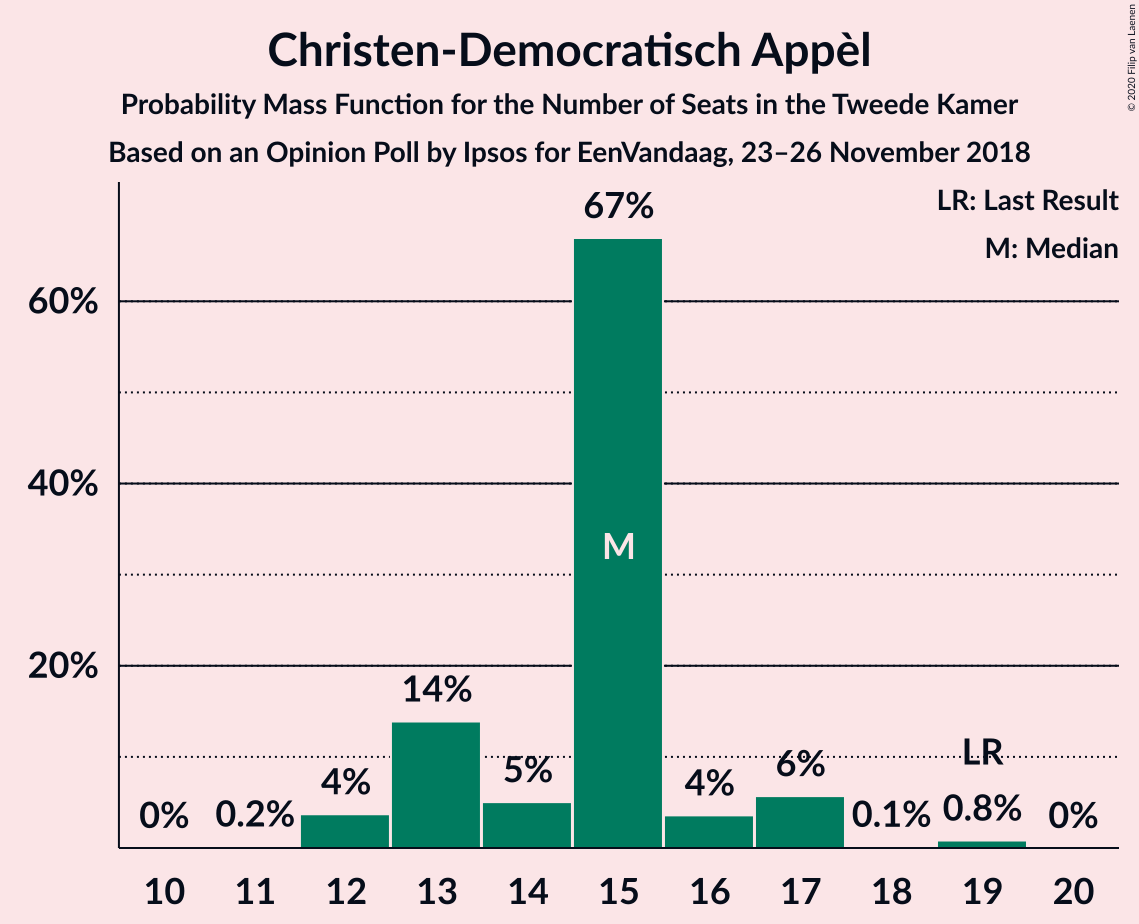 Christen-Democratisch Appèl
Probability Mass Function for the Number of Seats in the Tweede Kamer
Based on an Opinion Poll by Ipsos for EenVandaag, 23–26 November 2018
© 2020 Filip van Laenen
LR: Last Result
M: Median
60%
40%
20%
0%
0.2%
4%
14%
5%
67%
M
4%
6%
0.1%
LR
0.8%
0%
10 11 12 13 14 15 16 17 18 19 20